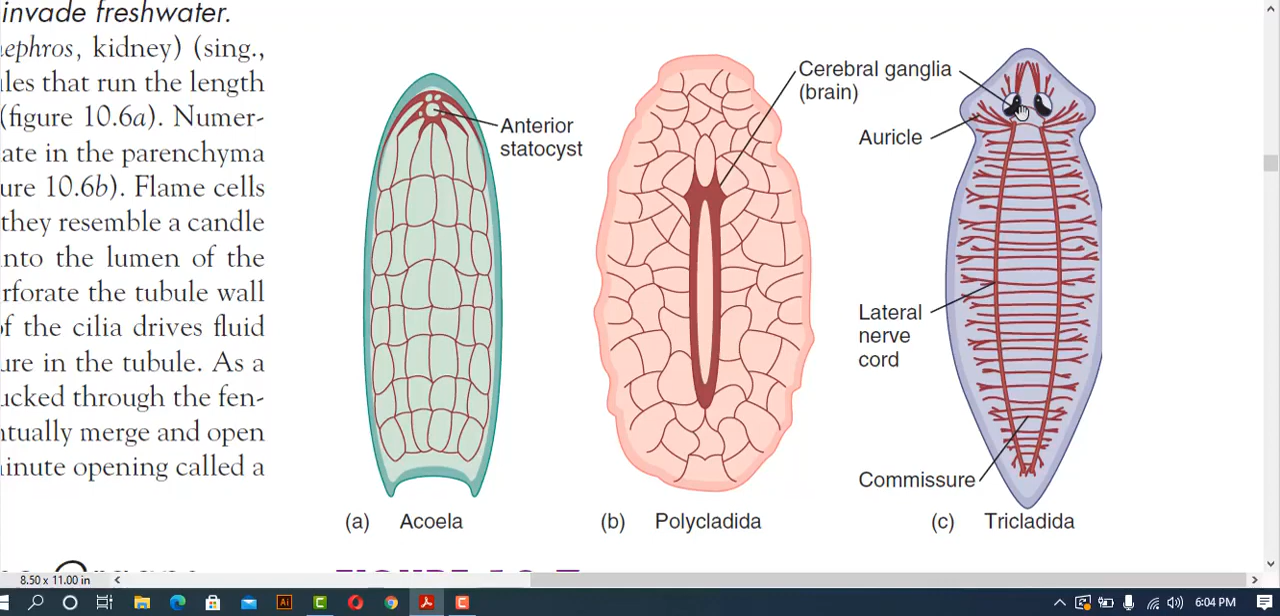 invade freshwater.
nephros, kidney) (sing.,
les that run the length
(figure 10.6a). Numer-
ate in the parenchyma
ure 10.6b). Flame cells
they resemble a candle
nto the lumen of the
rforate the tubule wall
of the cilia drives fluid
ure in the tubule. As a
ucked through the fen-
ntually merge and open
ninute opening called a
Anterior
statocyst
(a) Acoela
Cerebral ganglia
(brain)
(b) Polycladida
Auricle
Lateral
nerve
cord
Commissure
(c) Tricladida
8.50 x 11.00 in
6:04 PM